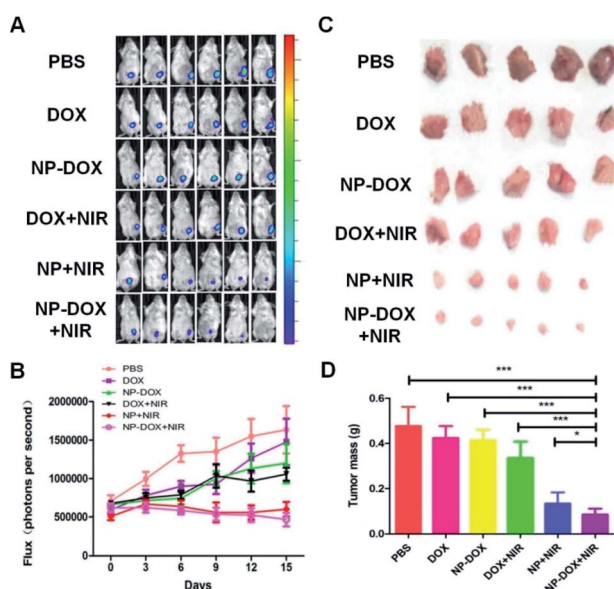 A
PBS
DOX
NP-DOX
DOX+NIR
NP+NIR
NP-DOX
+NIR
B
PBS
DOX
NP-DOX
DOX+NIR
NP+NIR
NP-DOX+NIR
Flux (photons per second)
2000000
1500000
1000000
500000
0
0 3 6 9 12 15
Days
C
PBS
DOX
NP-DOX
DOX+NIR
NP+NIR
NP-DOX
+NIR
D
***
***
***
***
*
Tumor mass (g)
0.6
0.4
0.2
0.0
PBS
DOX
NP-DOX
DOX+NIR
NP+NIR
NP-DOX+NIR